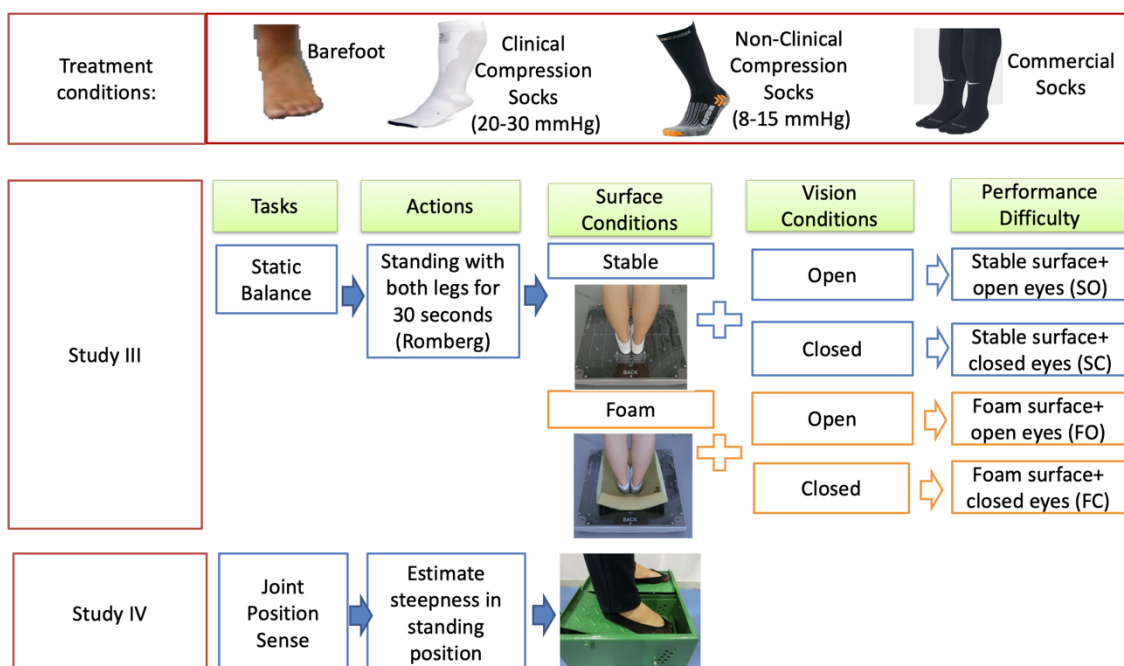 Treatment
conditions:
Barefoot
Clinical
Compression
Socks
(20-30 mmHg)
Non-Clinical
Compression
Socks
(8-15 mmHg)
Commercial
Socks
Study III
Tasks
Actions
Surface
Conditions
Vision
Conditions
Performance
Difficulty
Static
Balance
Standing with
both legs for
30 seconds
(Romberg)
Stable
BACK
Open
Stable surface+
open eyes (SO)
Closed
Stable surface+
closed eyes (SC)
Foam
BACK
Open
Foam surface+
open eyes (FO)
Closed
Foam surface+
closed eyes (FC)
Study IV
Joint
Position
Sense
Estimate
steepness in
standing
position